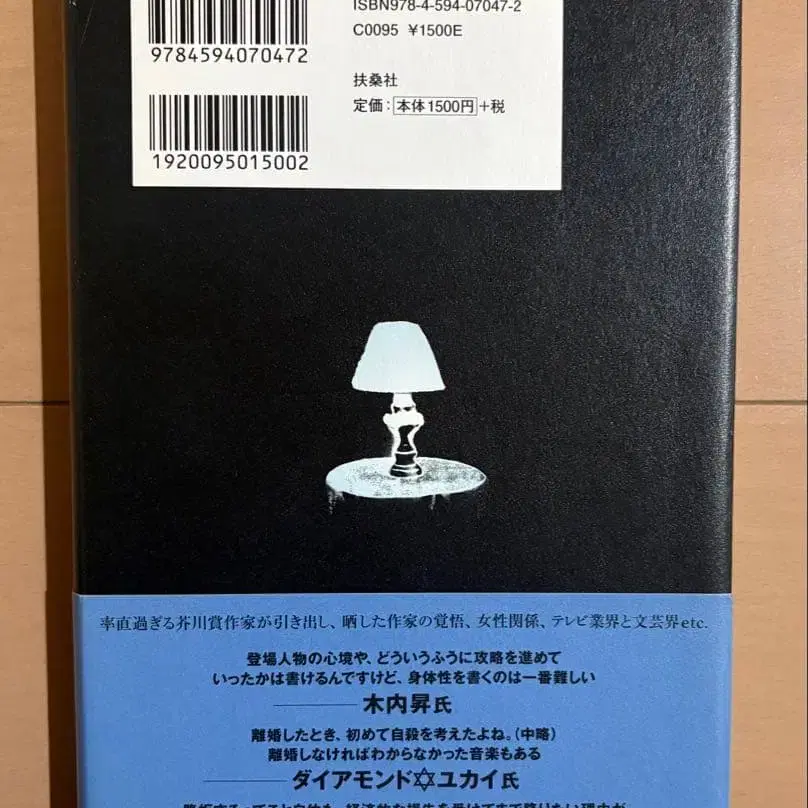 ISBN978-4-594-07047-2
C0095 ¥1500E
9784594070472
扶桑社
定価：本体1500円+税
1920095015002
率直過ぎる芥川賞作家が引き出し、晒した作家の覚悟、女性関係、テレビ業界と文芸界etc.
登場人物の心境や、どういうふうに攻略を進めて
いったかは書けるんですけど、身体性を書くのは一番難しい
木内昇氏
離婚したとき、初めて自殺を考えたよね。（中略）
離婚しなければわからなかった音楽もある
ダイアモンド✡ユカイ氏